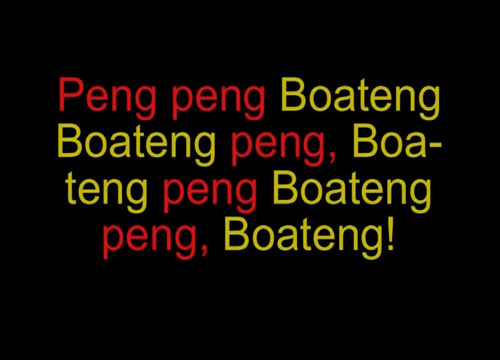 Peng peng Boateng
Boateng peng, Boa-
teng peng Boateng
peng, Boateng!